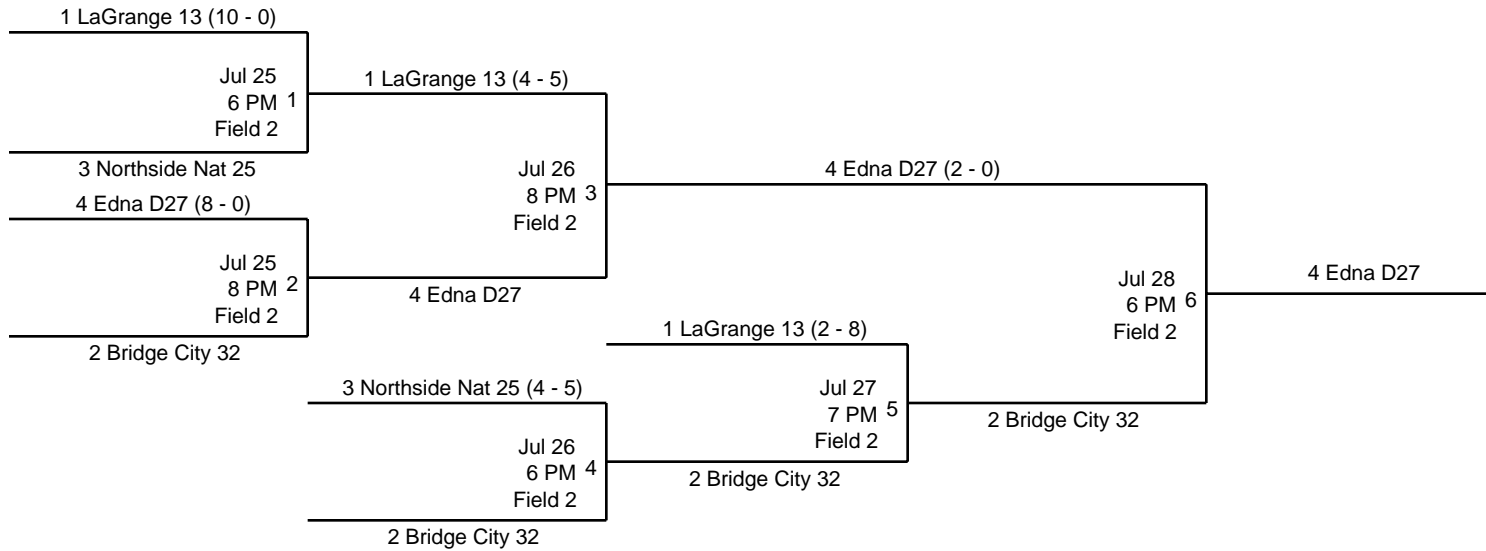 1 LaGrange 13 (10 - 0)
Jul 25
6 PM 1
Field 2
3 Northside Nat 25
4 Edna D27 (8 - 0)
Jul 25
8 PM 2
Field 2
2 Bridge City 32
1 LaGrange 13 (4 - 5)
Jul 26
8 PM 3
Field 2
4 Edna D27
3 Northside Nat 25 (4 - 5)
Jul 26
6 PM 4
Field 2
2 Bridge City 32
1 LaGrange 13 (2 - 8)
Jul 27
7 PM 5
Field 2
2 Bridge City 32
4 Edna D27 (2 - 0)
Jul 28
6 PM 6
Field 2
2 Bridge City 32
4 Edna D27